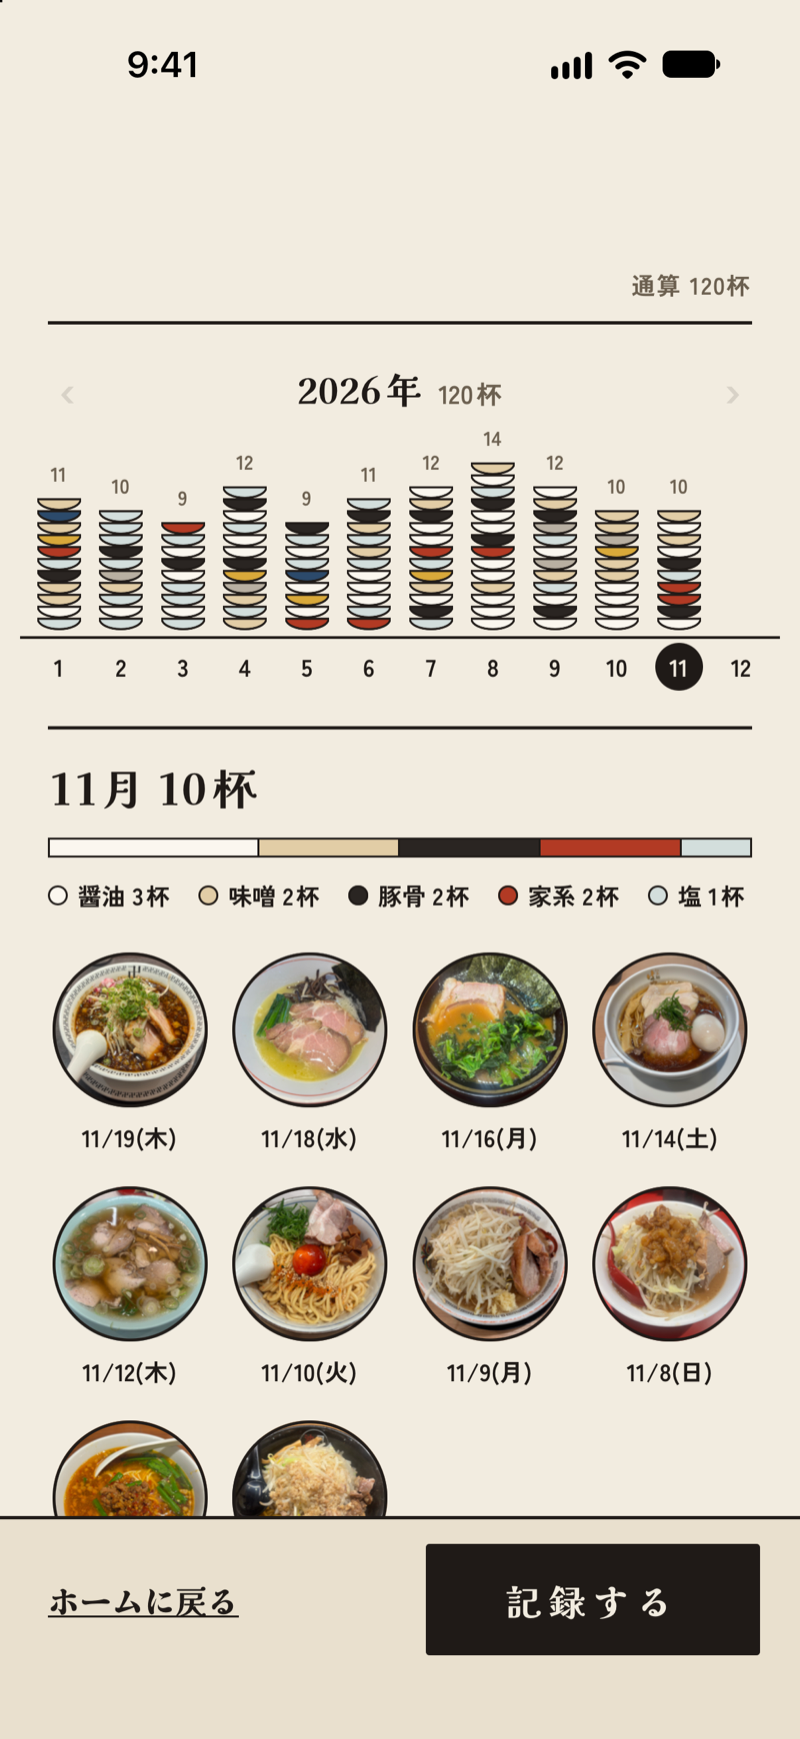 9:41
通算 120杯
2026年 120杯
11 10 9 12 9 11 12 14 12 10 10
1 2 3 4 5 6 7 8 9 10 11 12
11月 10杯
醤油 3杯 味噌 2杯 豚骨 2杯 家系 2杯 塩 1杯
11/19(木) 11/18(水) 11/16(月) 11/14(土)
11/12(木) 11/10(火) 11/9(月) 11/8(日)
ホームに戻る 記録する